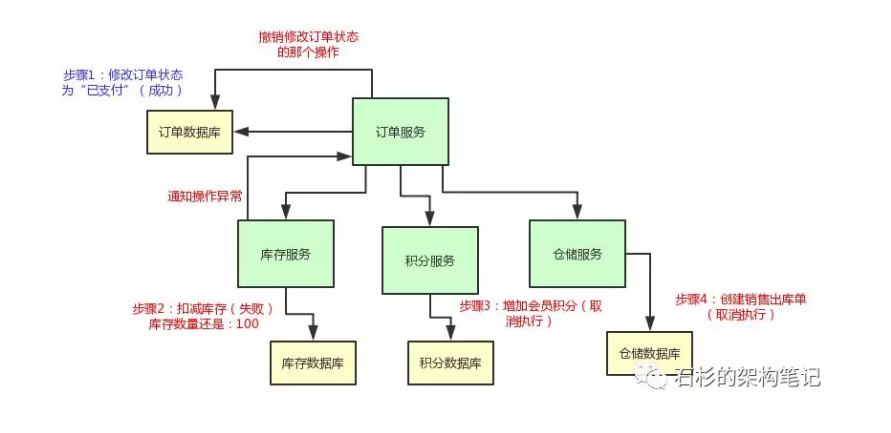 撤销修改订单状态
的那个操作
步骤1：修改订单状态
为“已支付”（成功）
订单数据库
订单服务
通知操作异常
库存服务
积分服务
仓储服务
步骤2：扣减库存（失败）
库存数量还是：100
步骤3：增加会员积分（取
消执行）
步骤4：创建销售出库单
（取消执行）
库存数据库
积分数据库
仓储数据库
石杉的架构笔记